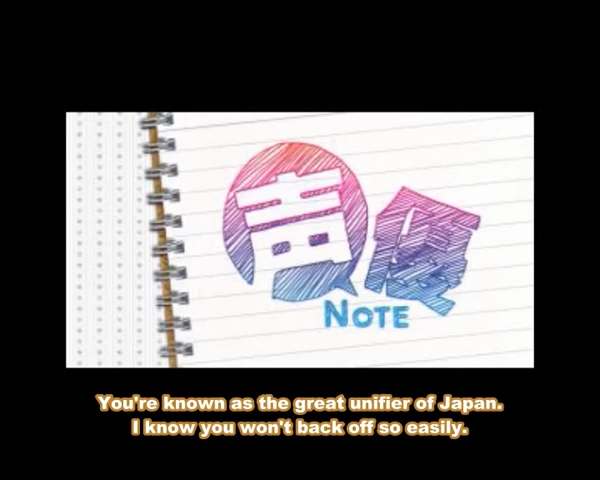 声優
NOTE
You're known as the great unifier of Japan.
I know you won't back off so easily.